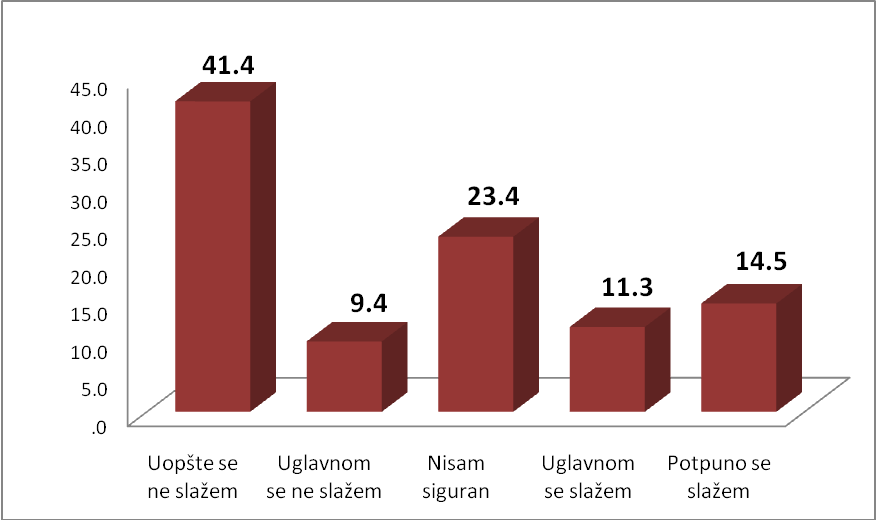 41.4
45.0
40.0
35.0
30.0
25.0
20.0
15.0
10.0
5.0
.0
9.4
23.4
11.3
14.5
Uopšte se
ne slažem
Uglavnom
se ne slažem
Nisam
siguran
Uglavnom
se slažem
Potpuno se
slažem